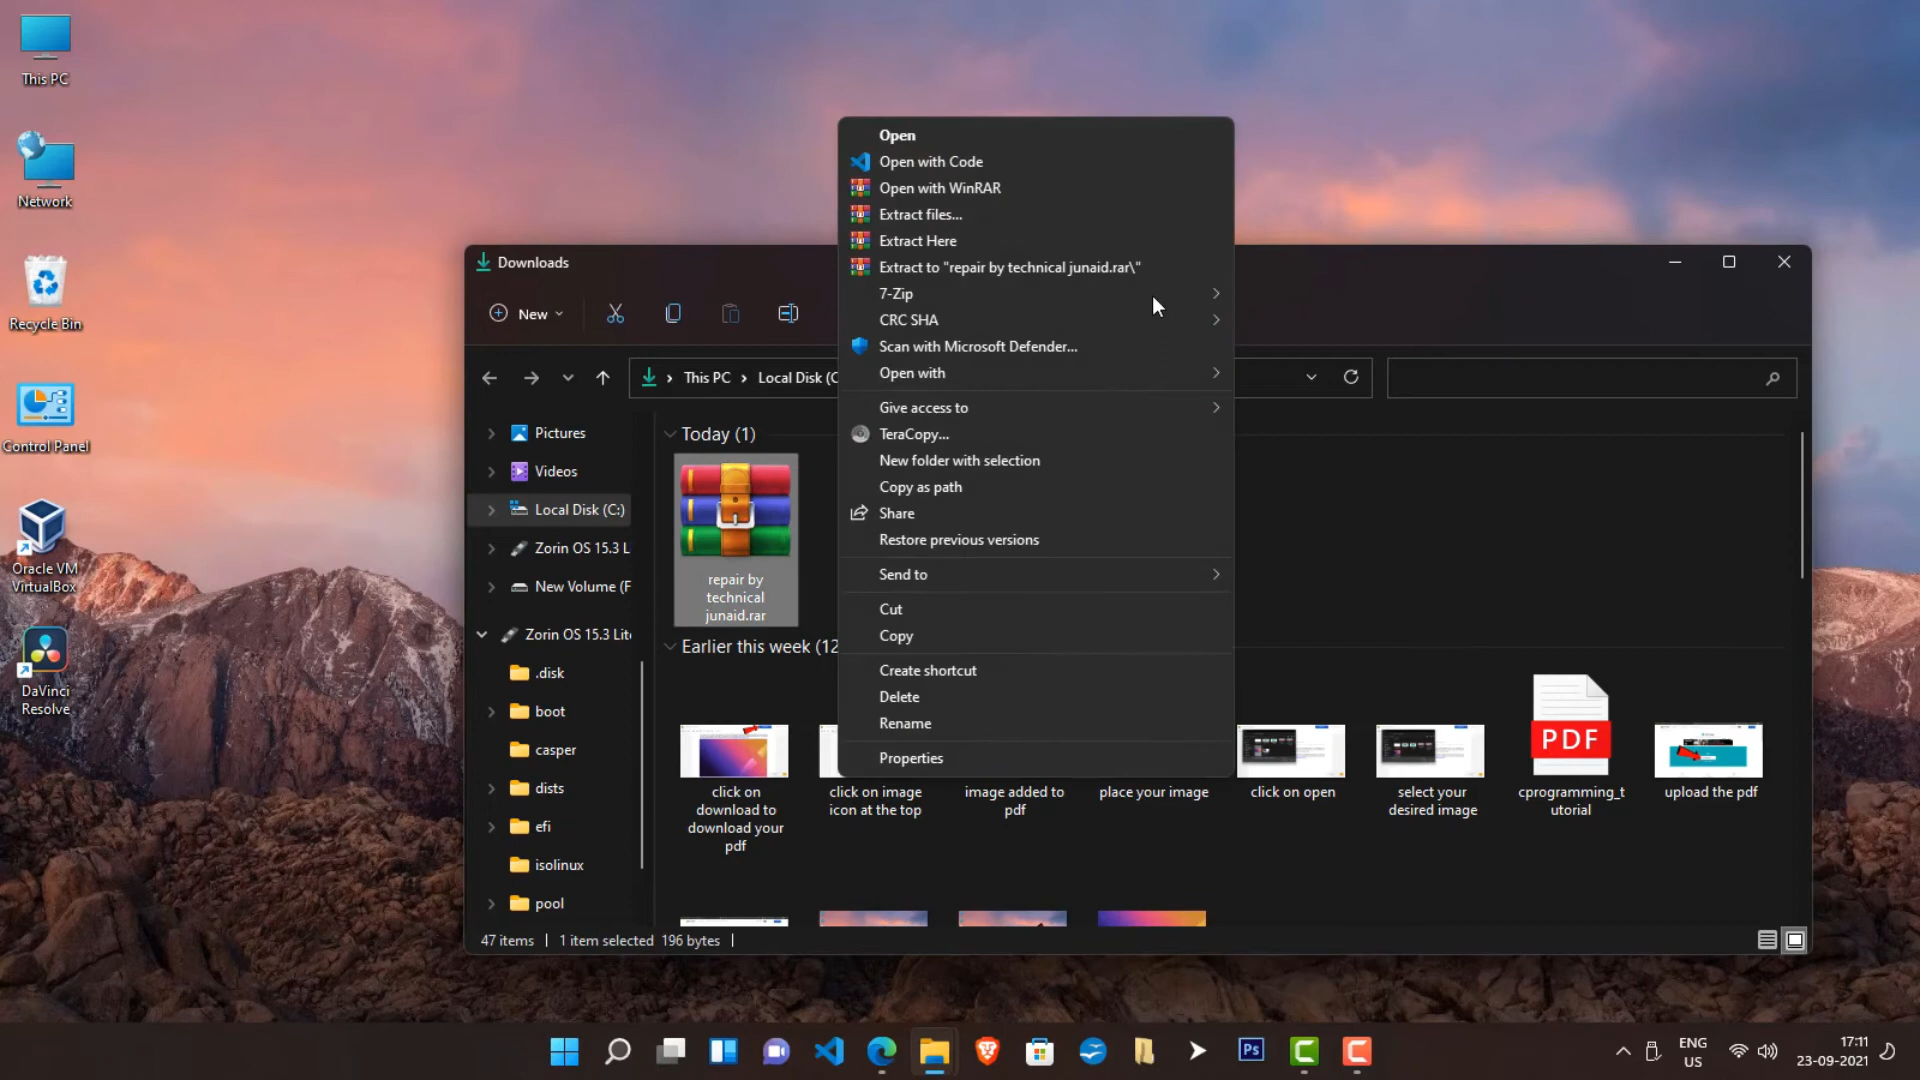 This PC
Network
Recycle Bin
Control Panel
Oracle VM
VirtualBox
DaVinci
Resolve
Downloads
New
This PC
Local Disk (C
Pictures
Videos
Local Disk (C:)
Zorin OS 15.3 L
New Volume (F
Zorin OS 15.3 Lite
.disk
boot
casper
dists
efi
isolinux
pool
Today (1)
repair by
technical
junaid.rar
Earlier this week (12
click on
download to
download your
pdf
click on image
icon at the top
image added to
pdf
place your image
click on open
select your
desired image
PDF
cprogramming_t
utorial
upload the pdf
47 items
1 item selected 196 bytes
Open
Open with Code
Open with WinRAR
Extract files...
Extract Here
Extract to "repair by technical junaid.rar\"
7-Zip
CRC SHA
Scan with Microsoft Defender...
Open with
Give access to
TeraCopy...
New folder with selection
Copy as path
Share
Restore previous versions
Send to
Cut
Copy
Create shortcut
Delete
Rename
Properties
Ps
ENG
US
17:11
23-09-2021